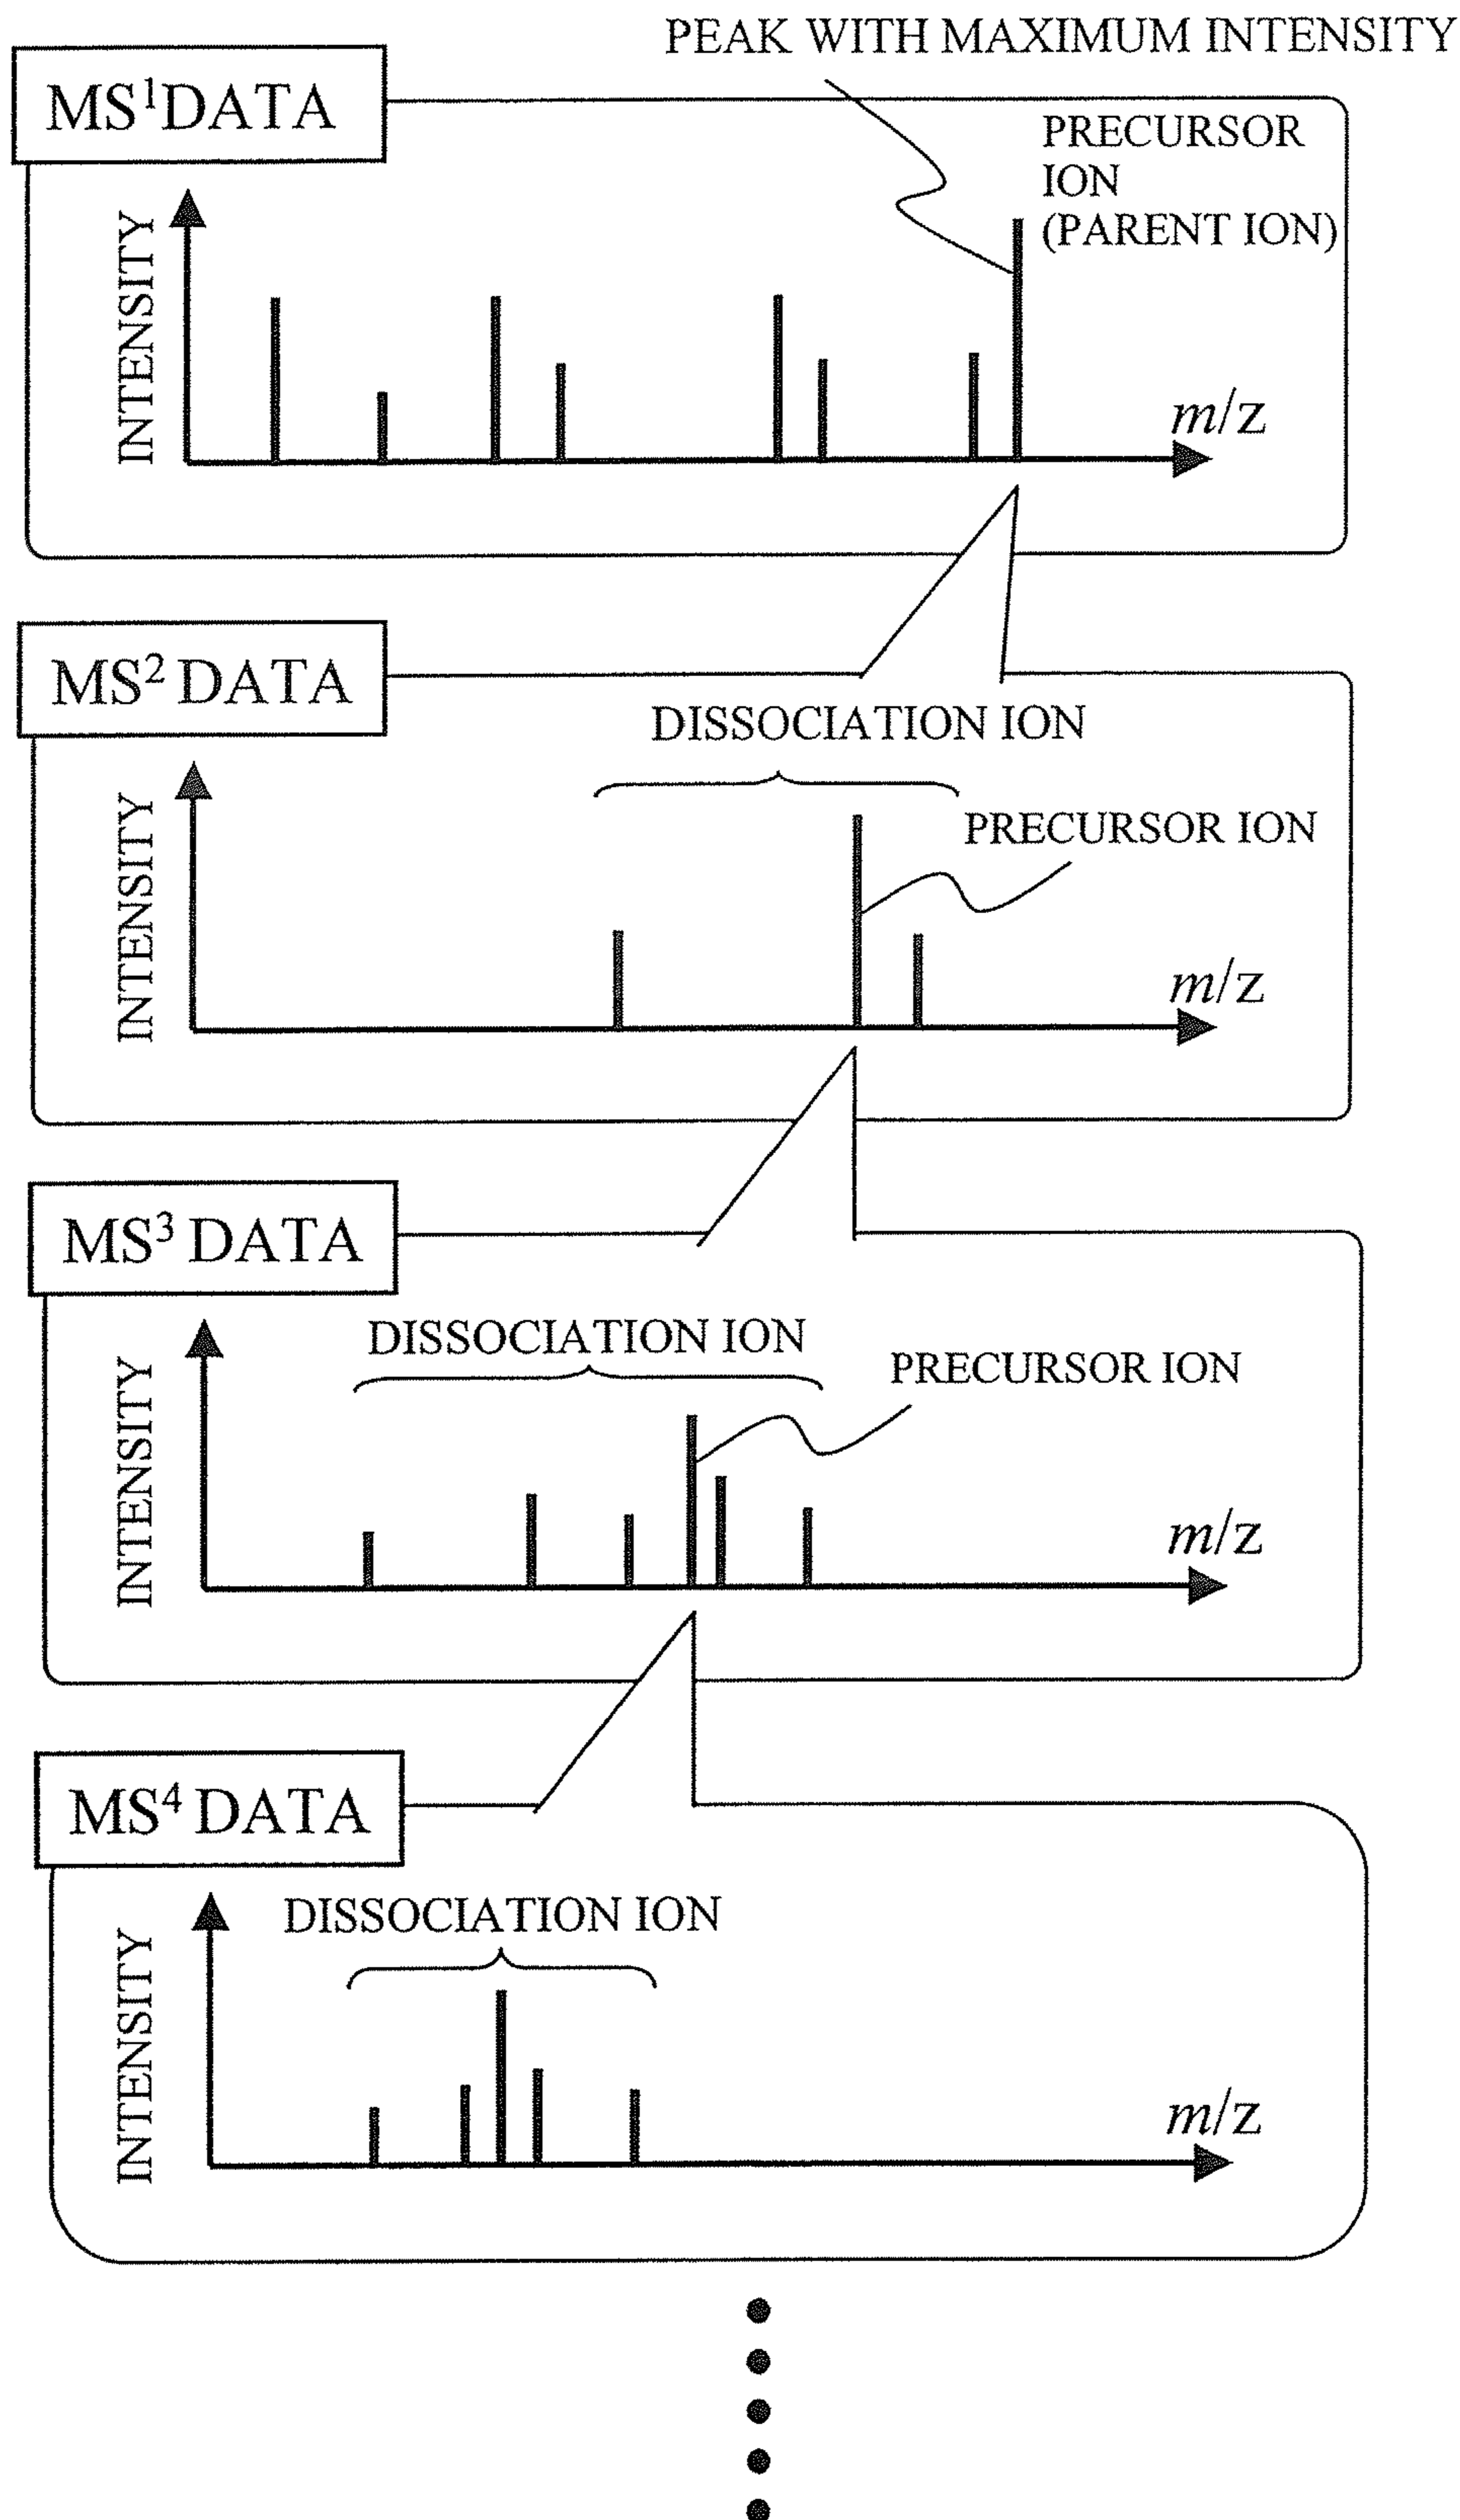 PEAK WITH MAXIMUM INTENSITY
MS¹DATA
PRECURSOR
ION
(PARENT ION)
INTENSITY
m/z
MS² DATA
DISSOCIATION ION
PRECURSOR ION
INTENSITY
m/z
MS³ DATA
DISSOCIATION ION
PRECURSOR ION
INTENSITY
m/z
MS⁴ DATA
DISSOCIATION ION
INTENSITY
m/z